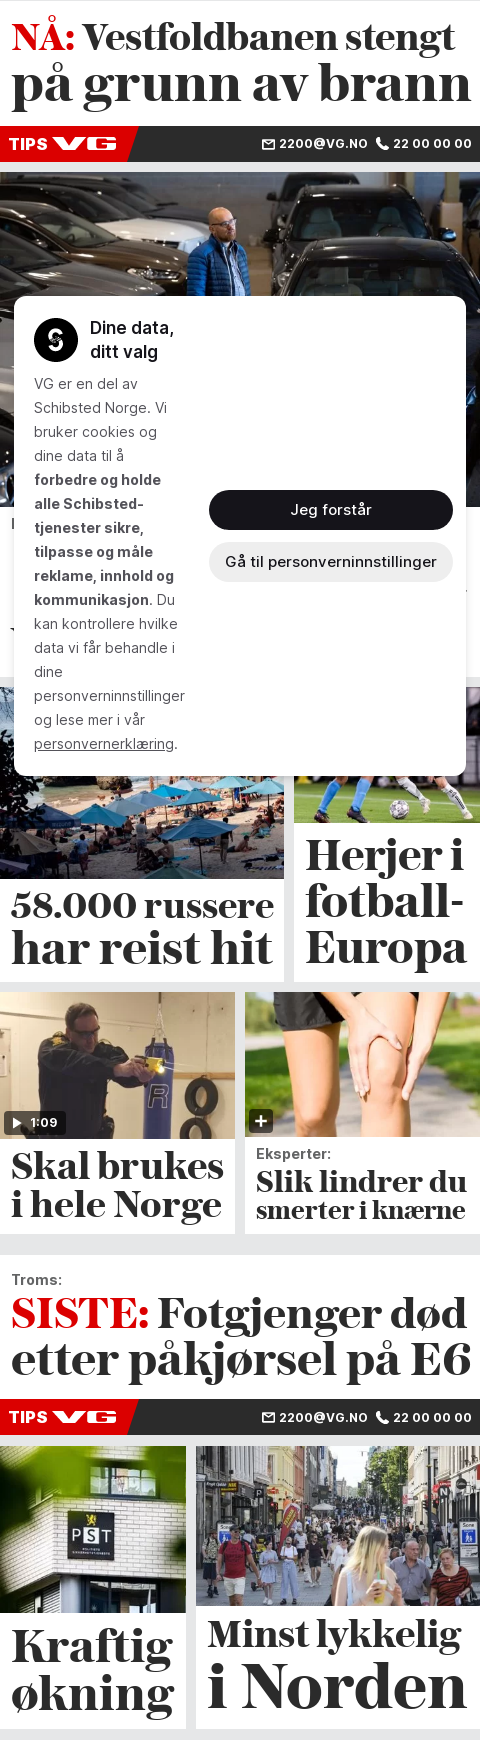 NÅ: Vestfoldbanen stengt
på grunn av brann
TIPS VG 2200@VG.NO 22 00 00 00
Dine data,
ditt valg
VG er en del av
Schibsted Norge. Vi
bruker cookies og
dine data til å
forbedre og holde
alle Schibsted-
tjenester sikre,
tilpasse og måle
reklame, innhold og
kommunikasjon. Du
kan kontrollere hvilke
data vi får behandle i
dine
personverninnstillinger
og lese mer i vår
personvernerklæring.
Jeg forstår
Gå til personverninnstillinger
58.000 russere
har reist hit
Herjer i
fotball-
Europa
1:09
Skal brukes
i hele Norge
Eksperter:
Slik lindrer du
smerter i knærne
Troms:
SISTE: Fotgjenger død
etter påkjørsel på E6
TIPS VG 2200@VG.NO 22 00 00 00
PST
Kraftig
økning
Minst lykkelig
i Norden